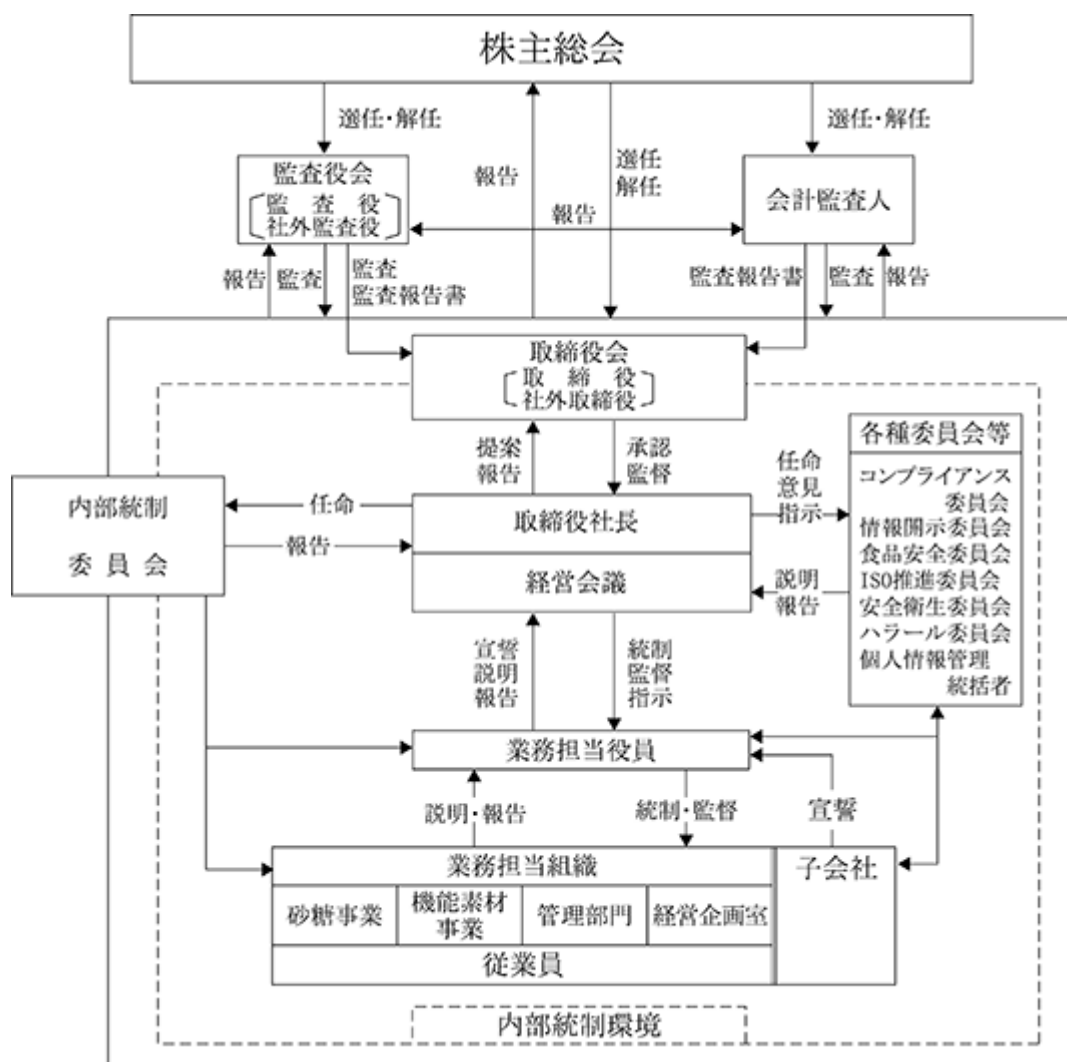 株主総会
選任・解任
選任・解任
選任
解任
報告
監査役会
監査役
社外監査役
報告
会計監査人
報告
監査
監査
監査報告書
監査報告書
監査
報告
取締役会
取締役
社外取締役
提案
報告
承認
監督
各種委員会等
コンプライアンス
委員会
情報開示委員会
食品安全委員会
ISO推進委員会
安全衛生委員会
ハラール委員会
個人情報管理
統括者
任命
意見
指示
内部統制
委員会
任命
報告
取締役社長
経営会議
説明
報告
宣誓
説明
報告
統制
監督
指示
業務担当役員
説明・報告
統制・監督
宣誓
業務担当組織
子会社
砂糖事業
機能素材
事業
管理部門
経営企画室
従業員
内部統制環境